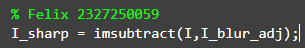 % Felix 2327250059
I_sharp = imsubtract(I,I_blur_adj);